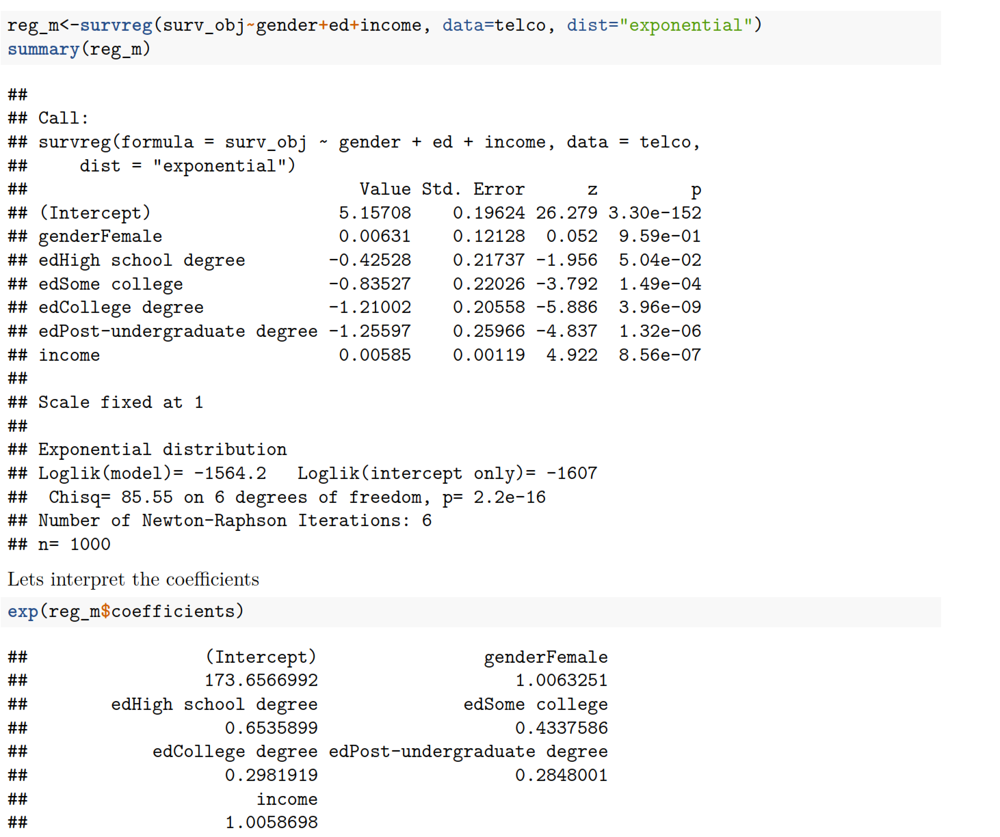 reg_m<-survreg(surv_obj~gender+ed+income, data=telco, dist="exponential")
summary(reg_m)
##
## Call:
## survreg(formula = surv_obj ~ gender + ed + income, data = telco,
##     dist = "exponential")
##                                Value Std. Error      z         p
## (Intercept)                  5.15708    0.19624 26.279 3.30e-152
## genderFemale                 0.00631    0.12128  0.052  9.59e-01
## edHigh school degree        -0.42528    0.21737 -1.956  5.04e-02
## edSome college              -0.83527    0.22026 -3.792  1.49e-04
## edCollege degree            -1.21002    0.20558 -5.886  3.96e-09
## edPost-undergraduate degree -1.25597    0.25966 -4.837  1.32e-06
## income                       0.00585    0.00119  4.922  8.56e-07
##
## Scale fixed at 1
##
## Exponential distribution
## Loglik(model)= -1564.2   Loglik(intercept only)= -1607
##  Chisq= 85.55 on 6 degrees of freedom, p= 2.2e-16
## Number of Newton-Raphson Iterations: 6
## n= 1000
Lets interpret the coefficients
exp(reg_m$coefficients)
##                 (Intercept)                genderFemale
##                 173.6566992                   1.0063251
##        edHigh school degree              edSome college
##                   0.6535899                   0.4337586
##            edCollege degree edPost-undergraduate degree
##                   0.2981919                   0.2848001
##                      income
##                   1.0058698